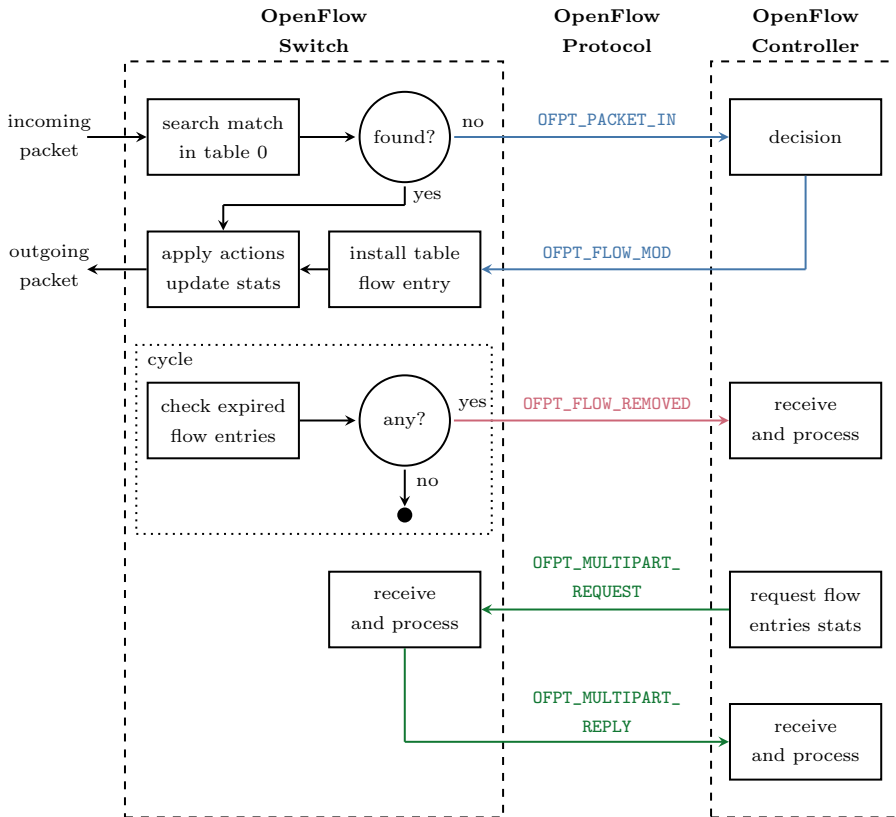 OpenFlow
Switch
OpenFlow
Protocol
OpenFlow
Controller
incoming
packet
search match
in table 0
found?
no
OFPT_PACKET_IN
decision
yes
outgoing
packet
apply actions
update stats
install table
flow entry
OFPT_FLOW_MOD
cycle
check expired
flow entries
any?
yes
OFPT_FLOW_REMOVED
receive
and process
no
receive
and process
OFPT_MULTIPART_
REQUEST
request flow
entries stats
OFPT_MULTIPART_
REPLY
receive
and process